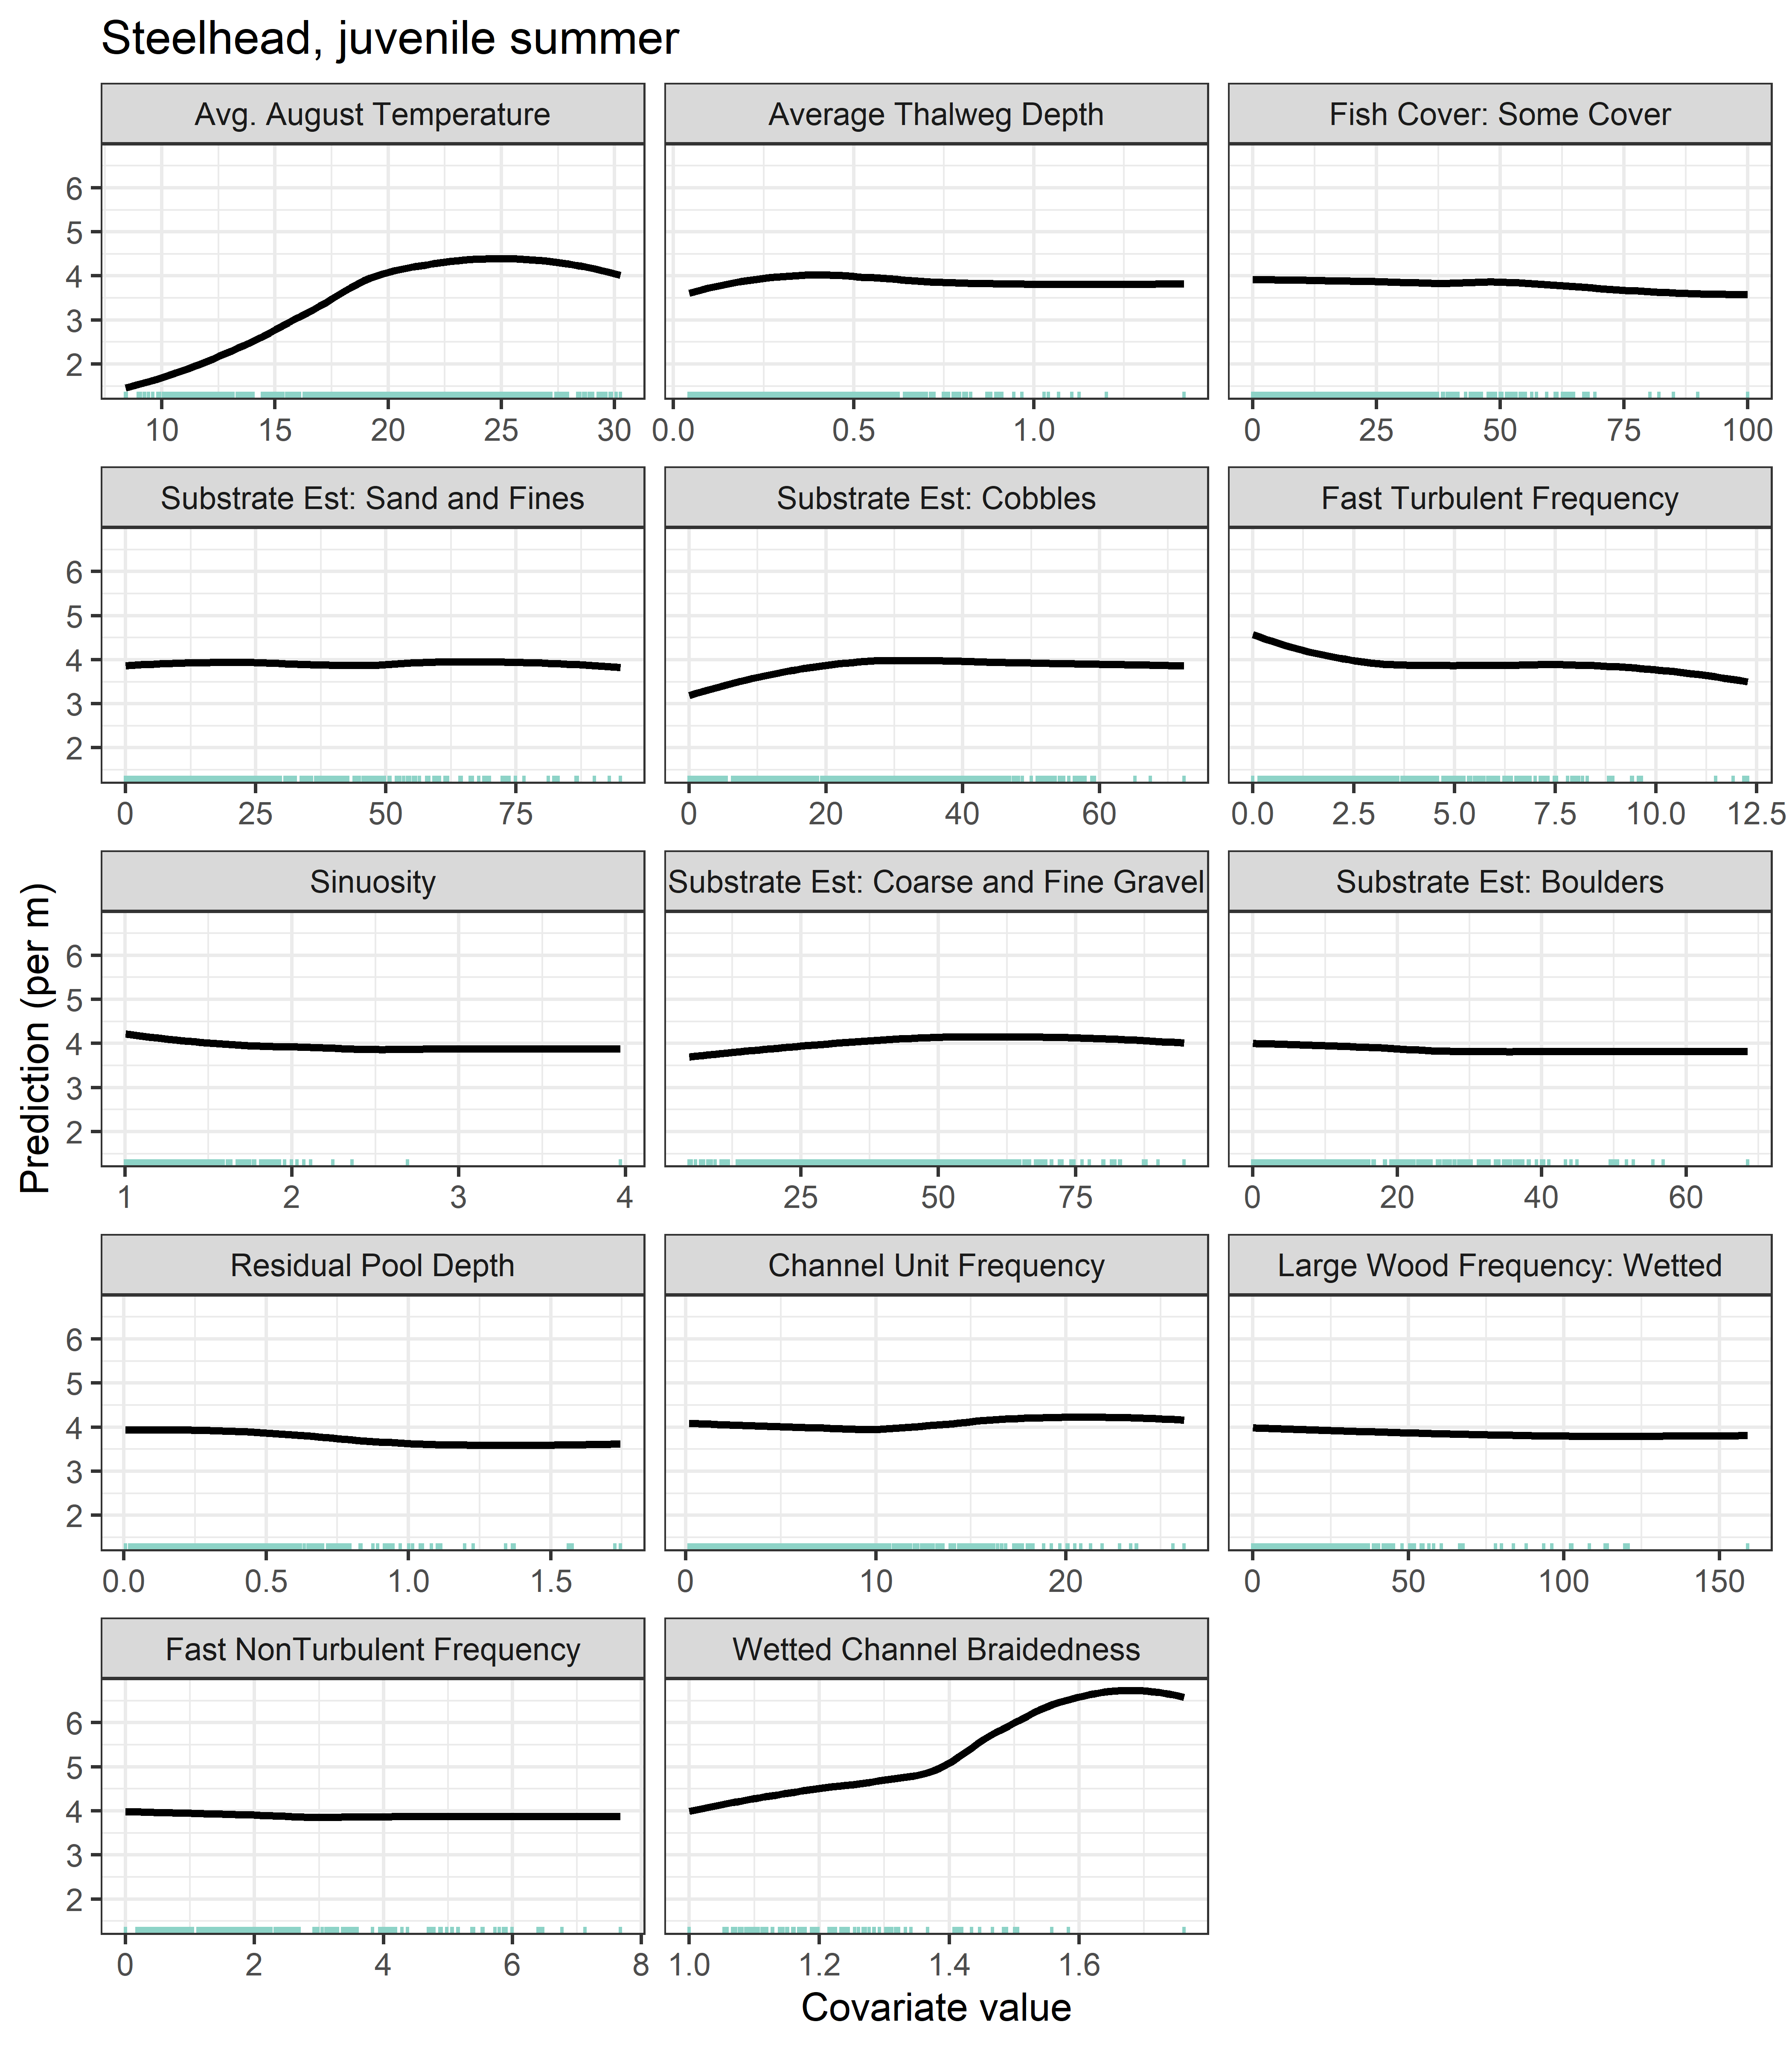 Steelhead, juvenile summer
Avg. August Temperature
Average Thalweg Depth
Fish Cover: Some Cover
6
5
4
3
2
10 15 20 25 30
0.0 0.5 1.0
0 25 50 75 100
Substrate Est: Sand and Fines
Substrate Est: Cobbles
Fast Turbulent Frequency
6
5
4
3
2
0 25 50 75
0 20 40 60
0.0 2.5 5.0 7.5 10.0 12.5
Sinuosity
Substrate Est: Coarse and Fine Gravel
Substrate Est: Boulders
Prediction (per m)
6
5
4
3
2
1 2 3 4
25 50 75
0 20 40 60
Residual Pool Depth
Channel Unit Frequency
Large Wood Frequency: Wetted
6
5
4
3
2
0.0 0.5 1.0 1.5
0 10 20
0 50 100 150
Fast NonTurbulent Frequency
Wetted Channel Braidedness
6
5
4
3
2
0 2 4 6 8
1.0 1.2 1.4 1.6
Covariate value